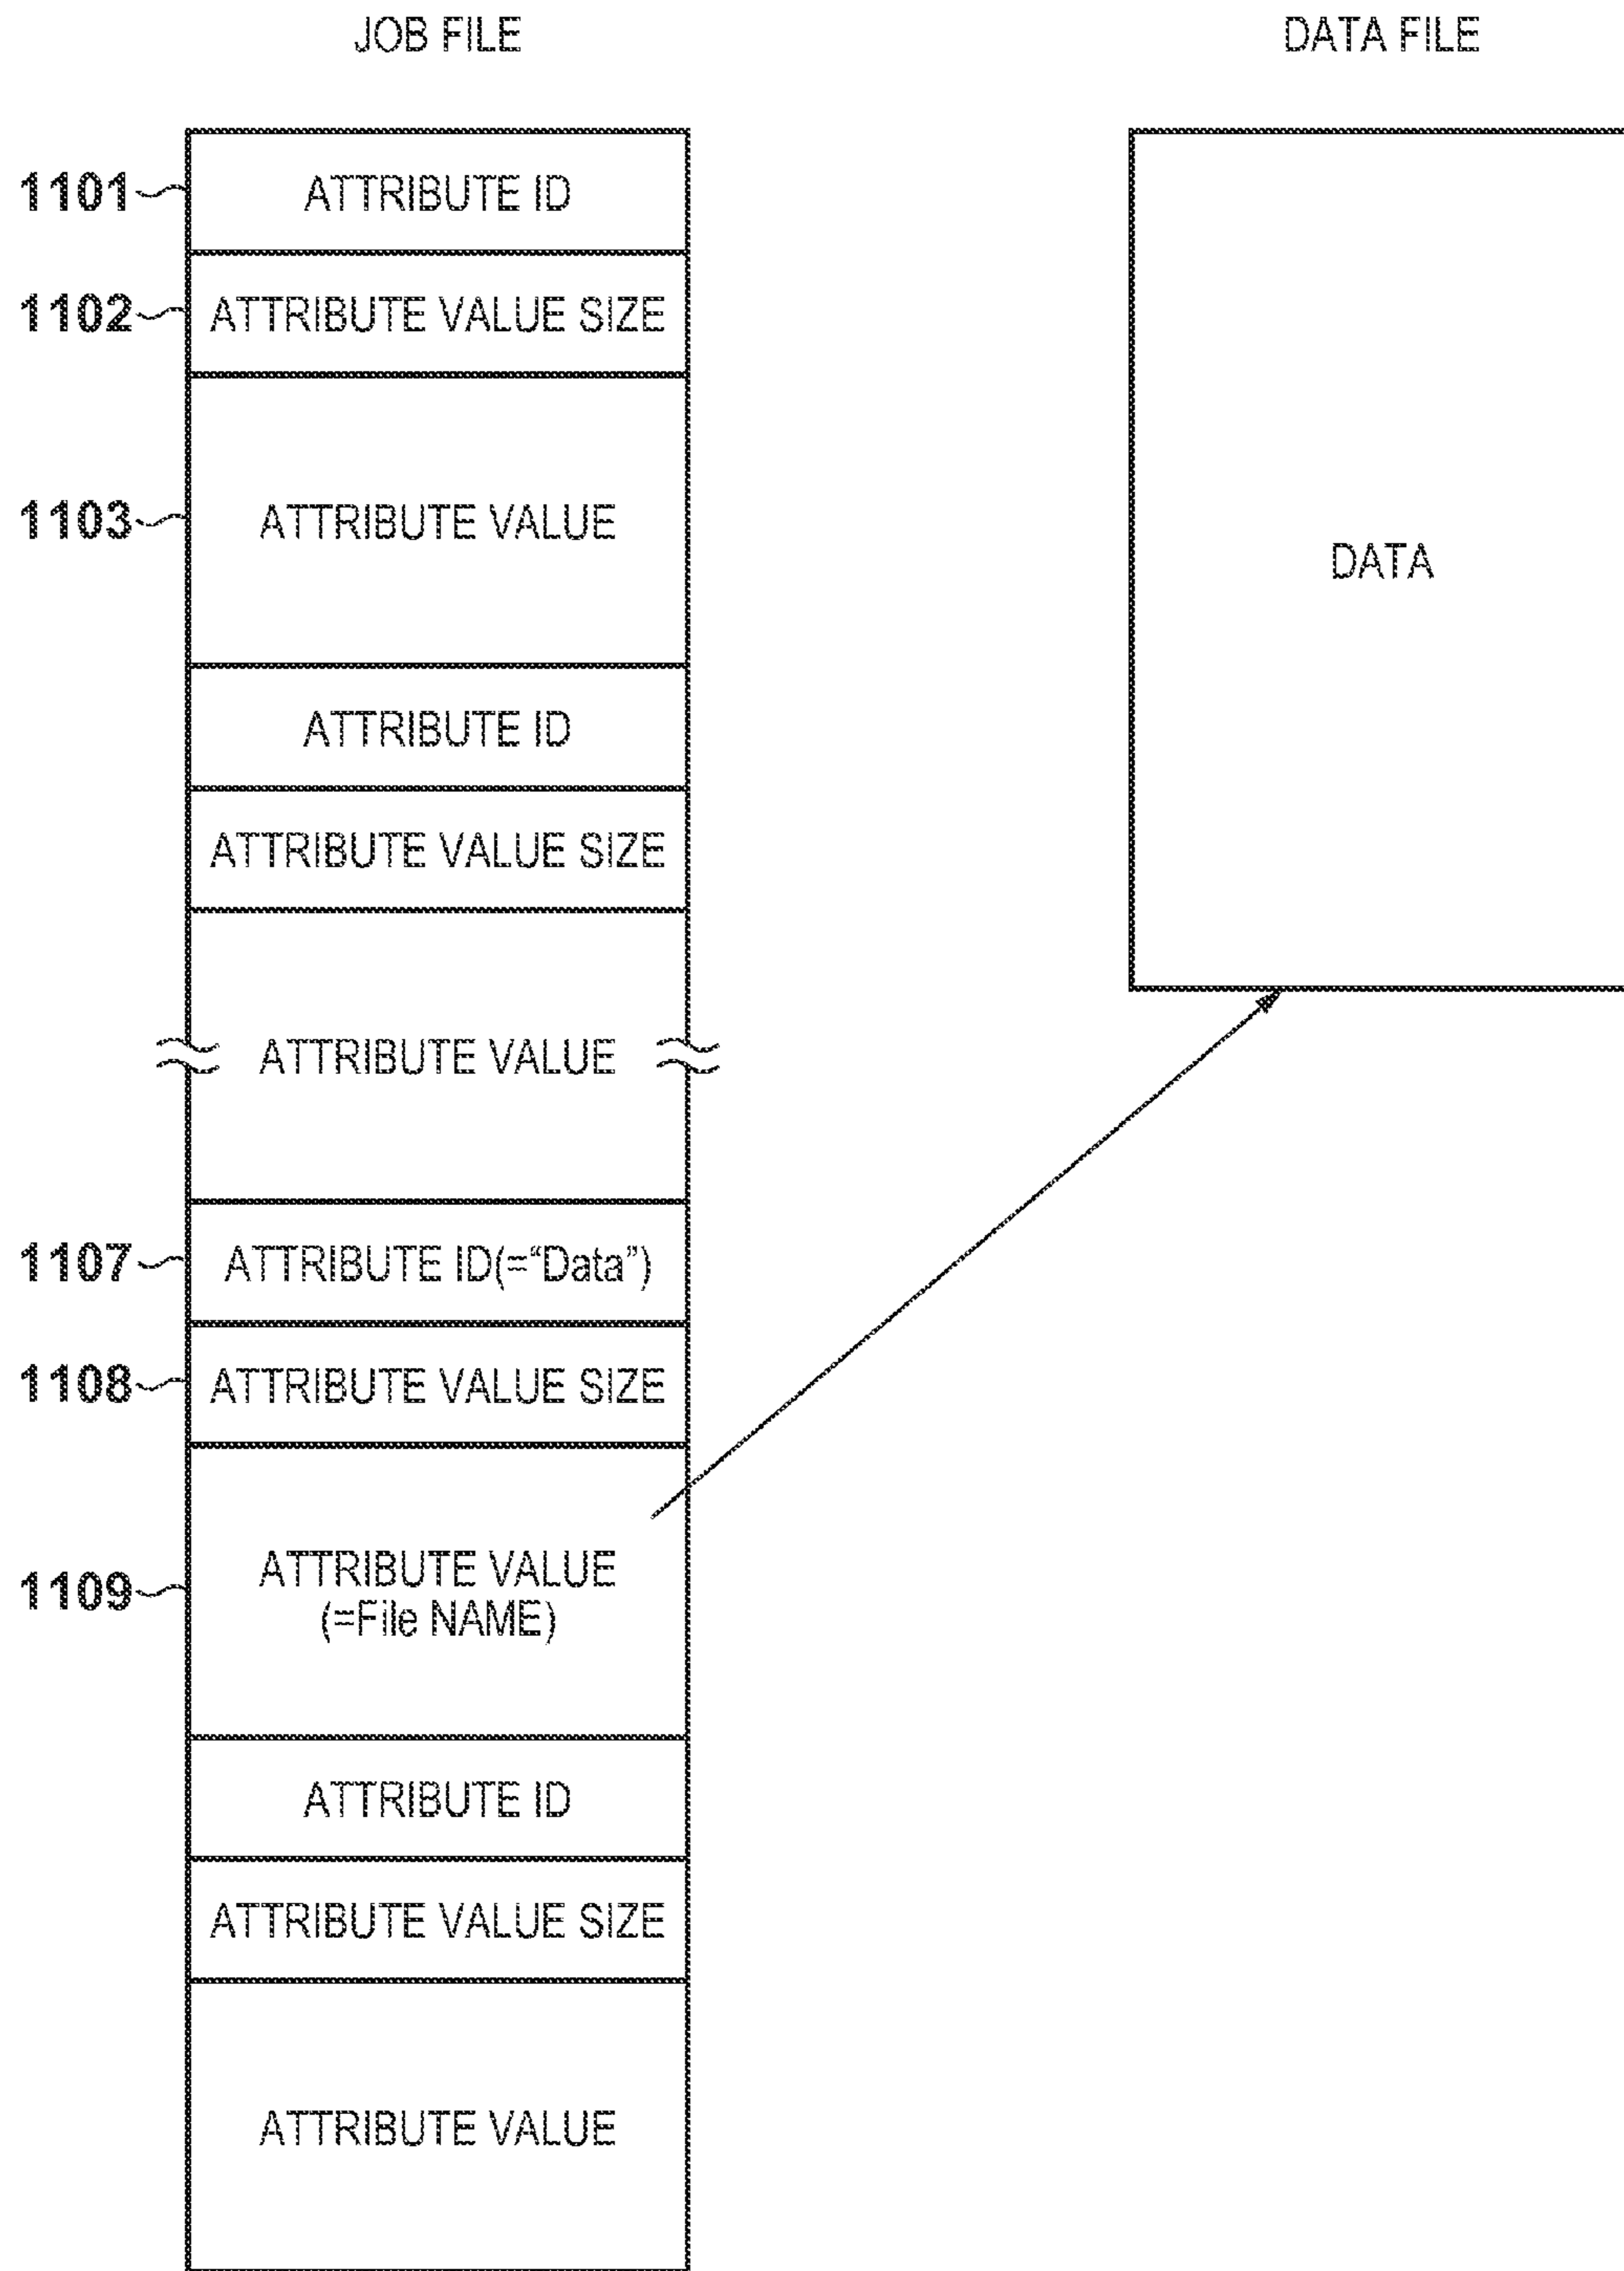 JOB FILE
DATA FILE
1101
ATTRIBUTE ID
1102
ATTRIBUTE VALUE SIZE
1103
ATTRIBUTE VALUE
DATA
ATTRIBUTE ID
ATTRIBUTE VALUE SIZE
ATTRIBUTE VALUE
1107
ATTRIBUTE ID(=“Data”)
1108
ATTRIBUTE VALUE SIZE
1109
ATTRIBUTE VALUE
(=File NAME)
ATTRIBUTE ID
ATTRIBUTE VALUE SIZE
ATTRIBUTE VALUE